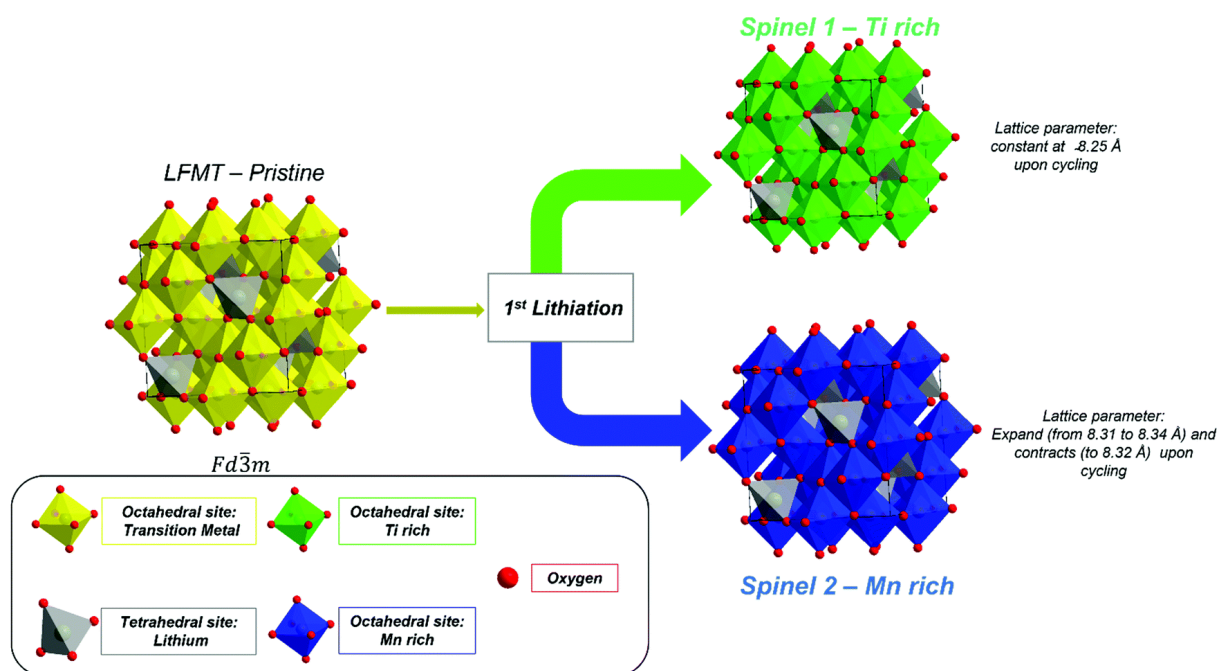 Spinel 1 – Ti rich
Lattice parameter:
constant at -8.25 Å
upon cycling
LFMT – Pristine
1st Lithiation
Lattice parameter:
Expand (from 8.31 to 8.34 Å) and
contracts (to 8.32 Å) upon
cycling
Fd3̅m
Octahedral site:
Transition Metal
Octahedral site:
Ti rich
Oxygen
Tetrahedral site:
Lithium
Octahedral site:
Mn rich
Spinel 2 – Mn rich